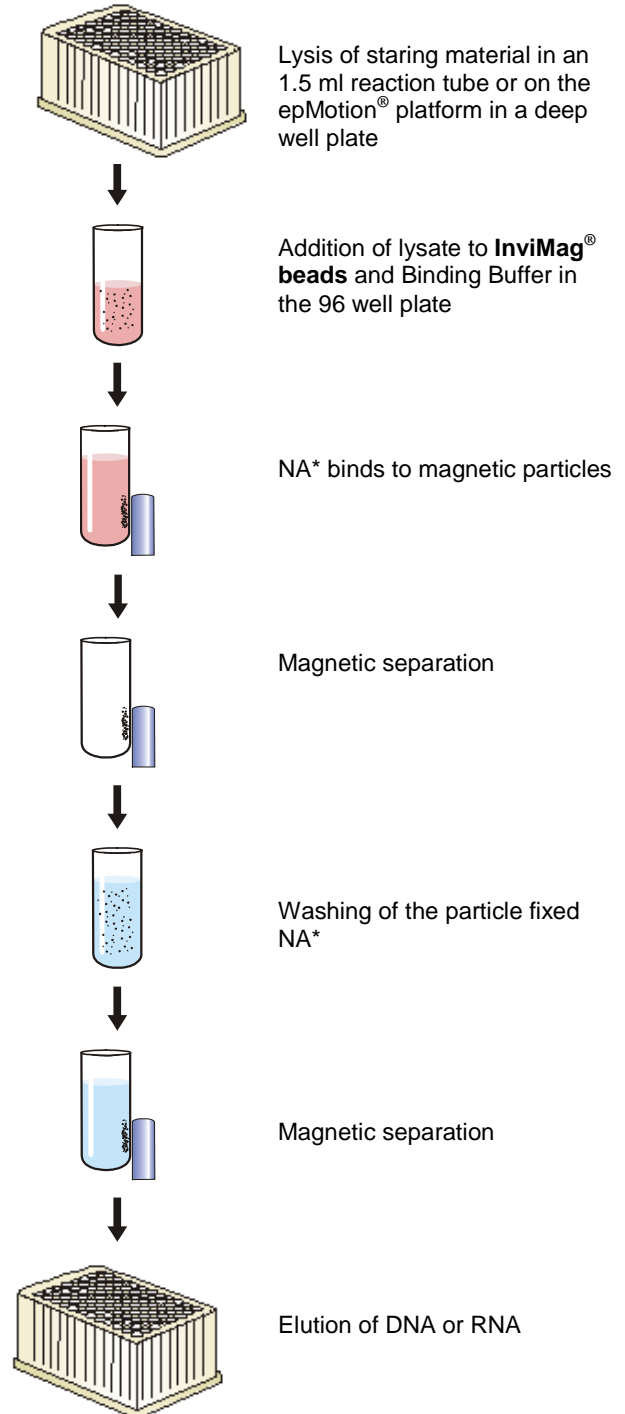 Lysis of staring material in an
1.5 ml reaction tube or on the
epMotion® platform in a deep
well plate
Addition of lysate to InviMag®
beads and Binding Buffer in
the 96 well plate
NA* binds to magnetic particles
Magnetic separation
Washing of the particle fixed
NA*
Magnetic separation
Elution of DNA or RNA